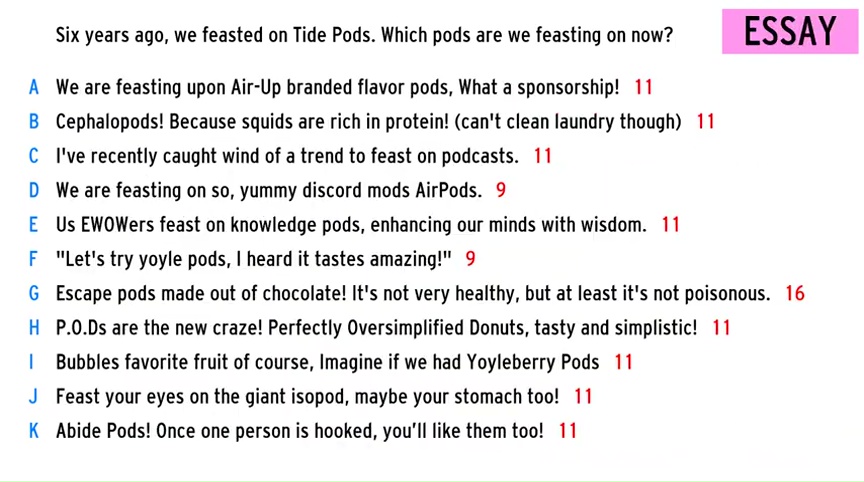 Six years ago, we feasted on Tide Pods. Which pods are we feasting on now?
ESSAY
A We are feasting upon Air-Up branded flavor pods, What a sponsorship! 11
B Cephalopods! Because squids are rich in protein! (can't clean laundry though) 11
C I've recently caught wind of a trend to feast on podcasts. 11
D We are feasting on so, yummy discord mods AirPods. 9
E Us EWOWers feast on knowledge pods, enhancing our minds with wisdom. 11
F "Let's try yoyle pods, I heard it tastes amazing!" 9
G Escape pods made out of chocolate! It's not very healthy, but at least it's not poisonous. 16
H P.O.Ds are the new craze! Perfectly Oversimplified Donuts, tasty and simplistic! 11
I Bubbles favorite fruit of course, Imagine if we had Yoyleberry Pods 11
J Feast your eyes on the giant isopod, maybe your stomach too! 11
K Abide Pods! Once one person is hooked, you'll like them too! 11